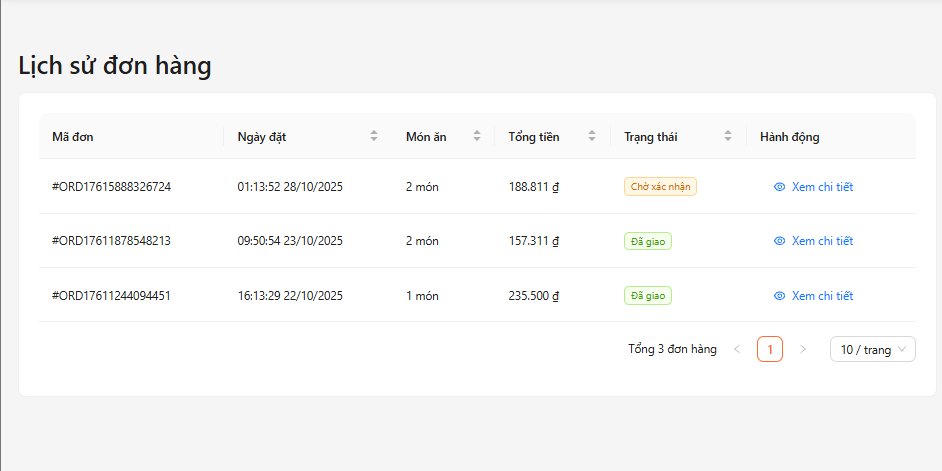 Lịch sử đơn hàng
Mã đơn Ngày đặt Món ăn Tổng tiền Trạng thái Hành động
#ORD17615888326724 01:13:52 28/10/2025 2 món 188.811 ₫ Chờ xác nhận Xem chi tiết
#ORD17611878548213 09:50:54 23/10/2025 2 món 157.311 ₫ Đã giao Xem chi tiết
#ORD17611244094451 16:13:29 22/10/2025 1 món 235.500 ₫ Đã giao Xem chi tiết
Tổng 3 đơn hàng < 1 > 10 / trang